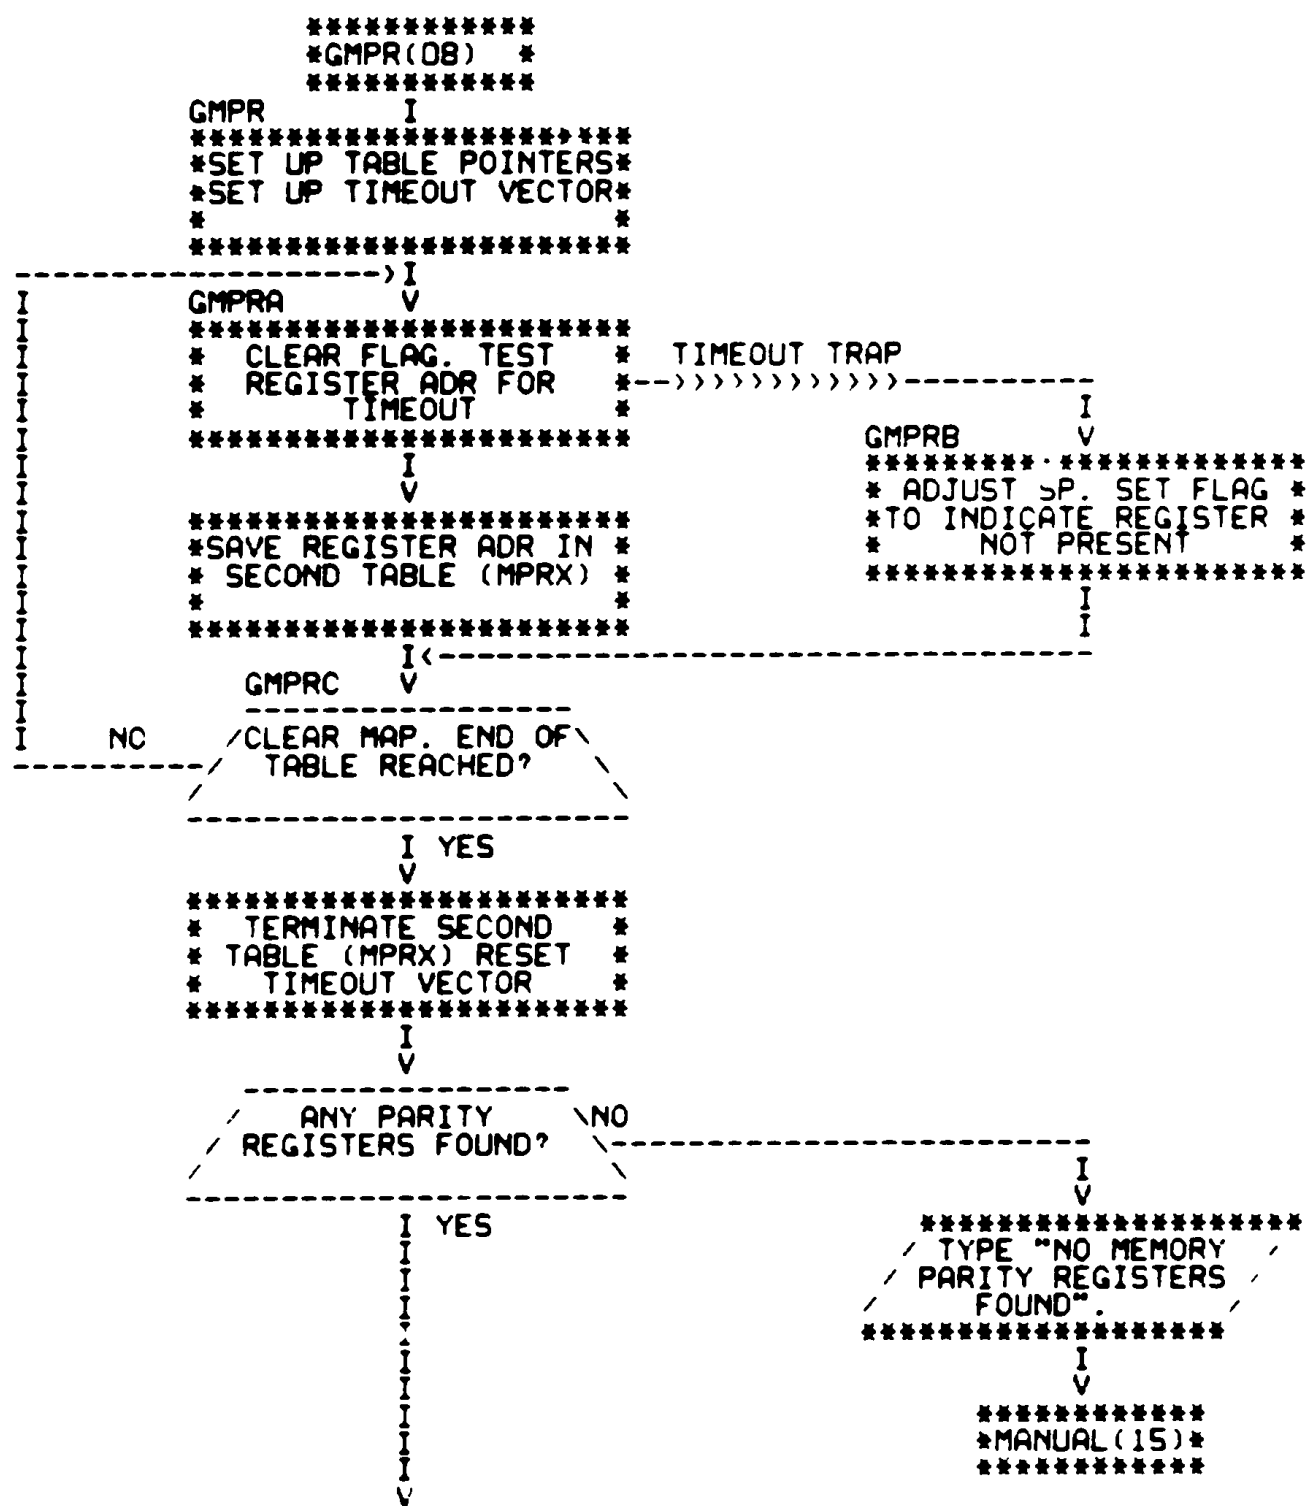 *GMPR(08) *
GMPR I
*SET UP TABLE POINTERS*
*SET UP TIMEOUT VECTOR*
------------------->I
GMPRA V
* CLEAR FLAG. TEST * TIMEOUT TRAP
* REGISTER ADR FOR *-->>>>>>>>>>>>----------
* TIMEOUT * I
GMPRB V
I
V
* ADJUST SP. SET FLAG *
*TO INDICATE REGISTER *
* NOT PRESENT *
*SAVE REGISTER ADR IN *
* SECOND TABLE (MPRX) *
I
I
I<----------------------------------
GMPRC V
NO /CLEAR MAP. END OF\
----------/ TABLE REACHED? \
I YES
V
* TERMINATE SECOND *
* TABLE (MPRX) RESET *
* TIMEOUT VECTOR *
I
V
/ ANY PARITY \NO
/ REGISTERS FOUND? \-------------------------
I
V
I YES
/ TYPE "NO MEMORY /
/ PARITY REGISTERS /
/ FOUND". /
I
V
*MANUAL(15)*
V